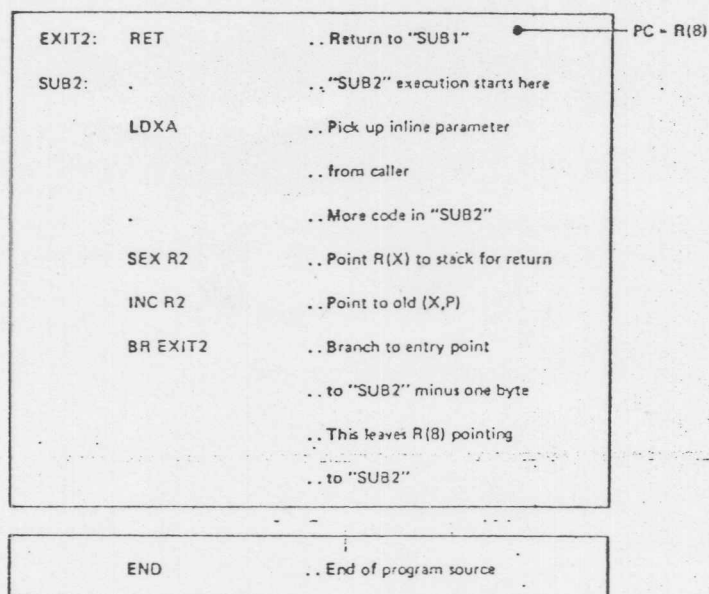 EXIT2: RET ..Return to "SUB1" PC = R(8)
SUB2: . .."SUB2" execution starts here
LDXA ..Pick up inline parameter
..from caller
. ..More code in "SUB2"
SEX R2 ..Point R(X) to stack for return
INC R2 ..Point to old (X,P)
BR EXIT2 ..Branch to entry point
..to "SUB2" minus one byte
..This leaves R(8) pointing
..to "SUB2"
END ..End of program source